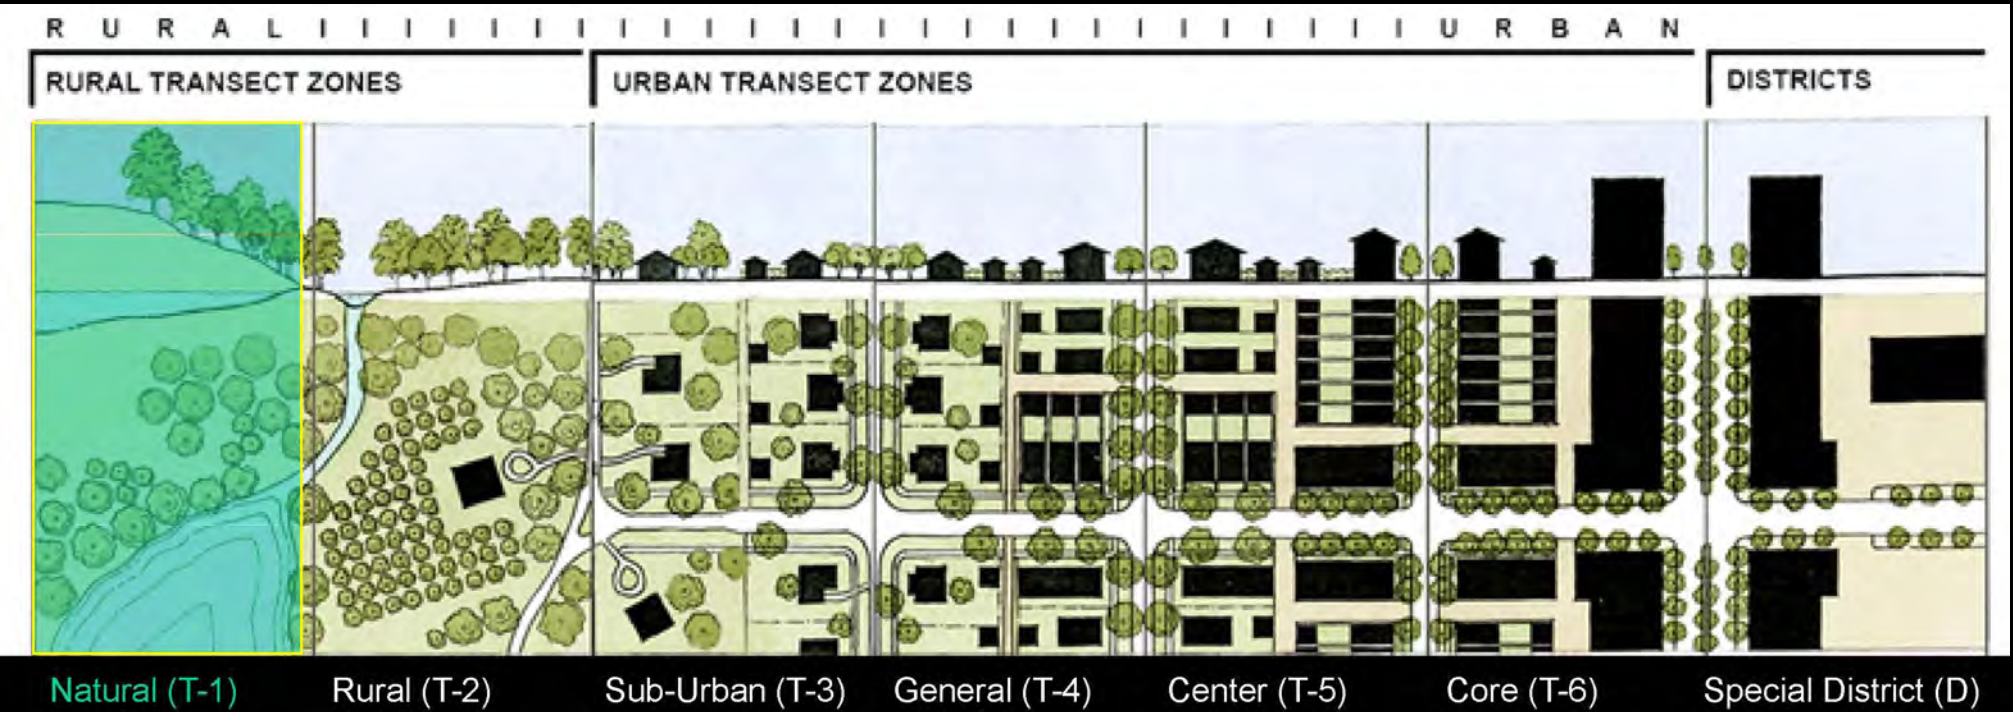 R U R A L I I I I I I I I I I I I I I I I I I I I I I I I I I U R B A N
RURAL TRANSECT ZONES
URBAN TRANSECT ZONES
DISTRICTS
Natural (T-1)
Rural (T-2)
Sub-Urban (T-3)
General (T-4)
Center (T-5)
Core (T-6)
Special District (D)